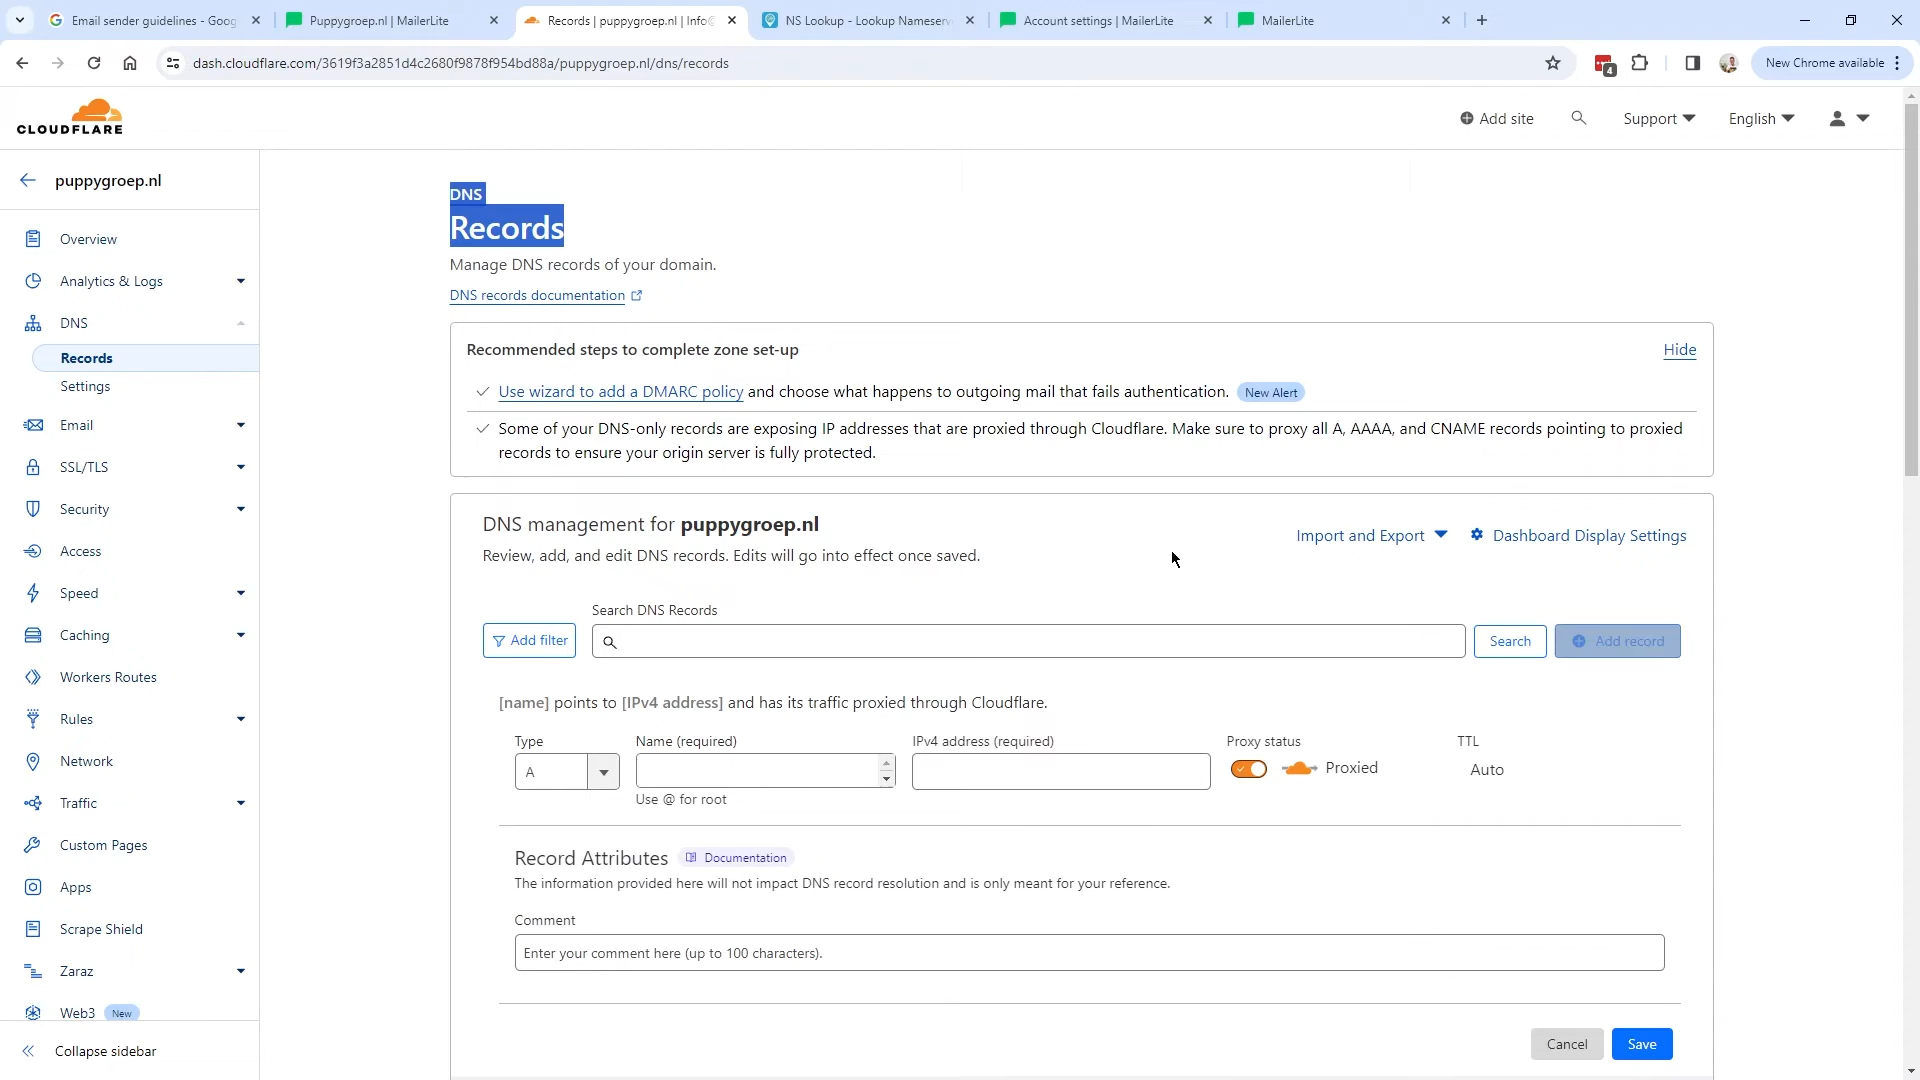 Email sender guidelines - Goog
Puppygroep.nl | MailerLite
Records | puppygroep.nl | Info@
NS Lookup - Lookup Nameserv
Account settings | MailerLite
MailerLite
dash.cloudflare.com/3619f3a2851d4c2680f9878f954bd88a/puppygroep.nl/dns/records
4
New Chrome available
CLOUDFLARE
Add site
Support
English
puppygroep.nl
Overview
Analytics & Logs
DNS
Records
Settings
Email
SSL/TLS
Security
Access
Speed
Caching
Workers Routes
Rules
Network
Traffic
Custom Pages
Apps
Scrape Shield
Zaraz
Web3 New
Collapse sidebar
DNS
Records
Manage DNS records of your domain.
DNS records documentation
Recommended steps to complete zone set-up
Hide
Use wizard to add a DMARC policy and choose what happens to outgoing mail that fails authentication. New Alert
Some of your DNS-only records are exposing IP addresses that are proxied through Cloudflare. Make sure to proxy all A, AAAA, and CNAME records pointing to proxied
records to ensure your origin server is fully protected.
DNS management for puppygroep.nl
Review, add, and edit DNS records. Edits will go into effect once saved.
Import and Export
Dashboard Display Settings
Search DNS Records
Add filter
Search
Add record
[name] points to [IPv4 address] and has its traffic proxied through Cloudflare.
Type
Name (required)
IPv4 address (required)
Proxy status
TTL
A
Proxied
Auto
Use @ for root
Record Attributes
Documentation
The information provided here will not impact DNS record resolution and is only meant for your reference.
Comment
Enter your comment here (up to 100 characters).
Cancel
Save